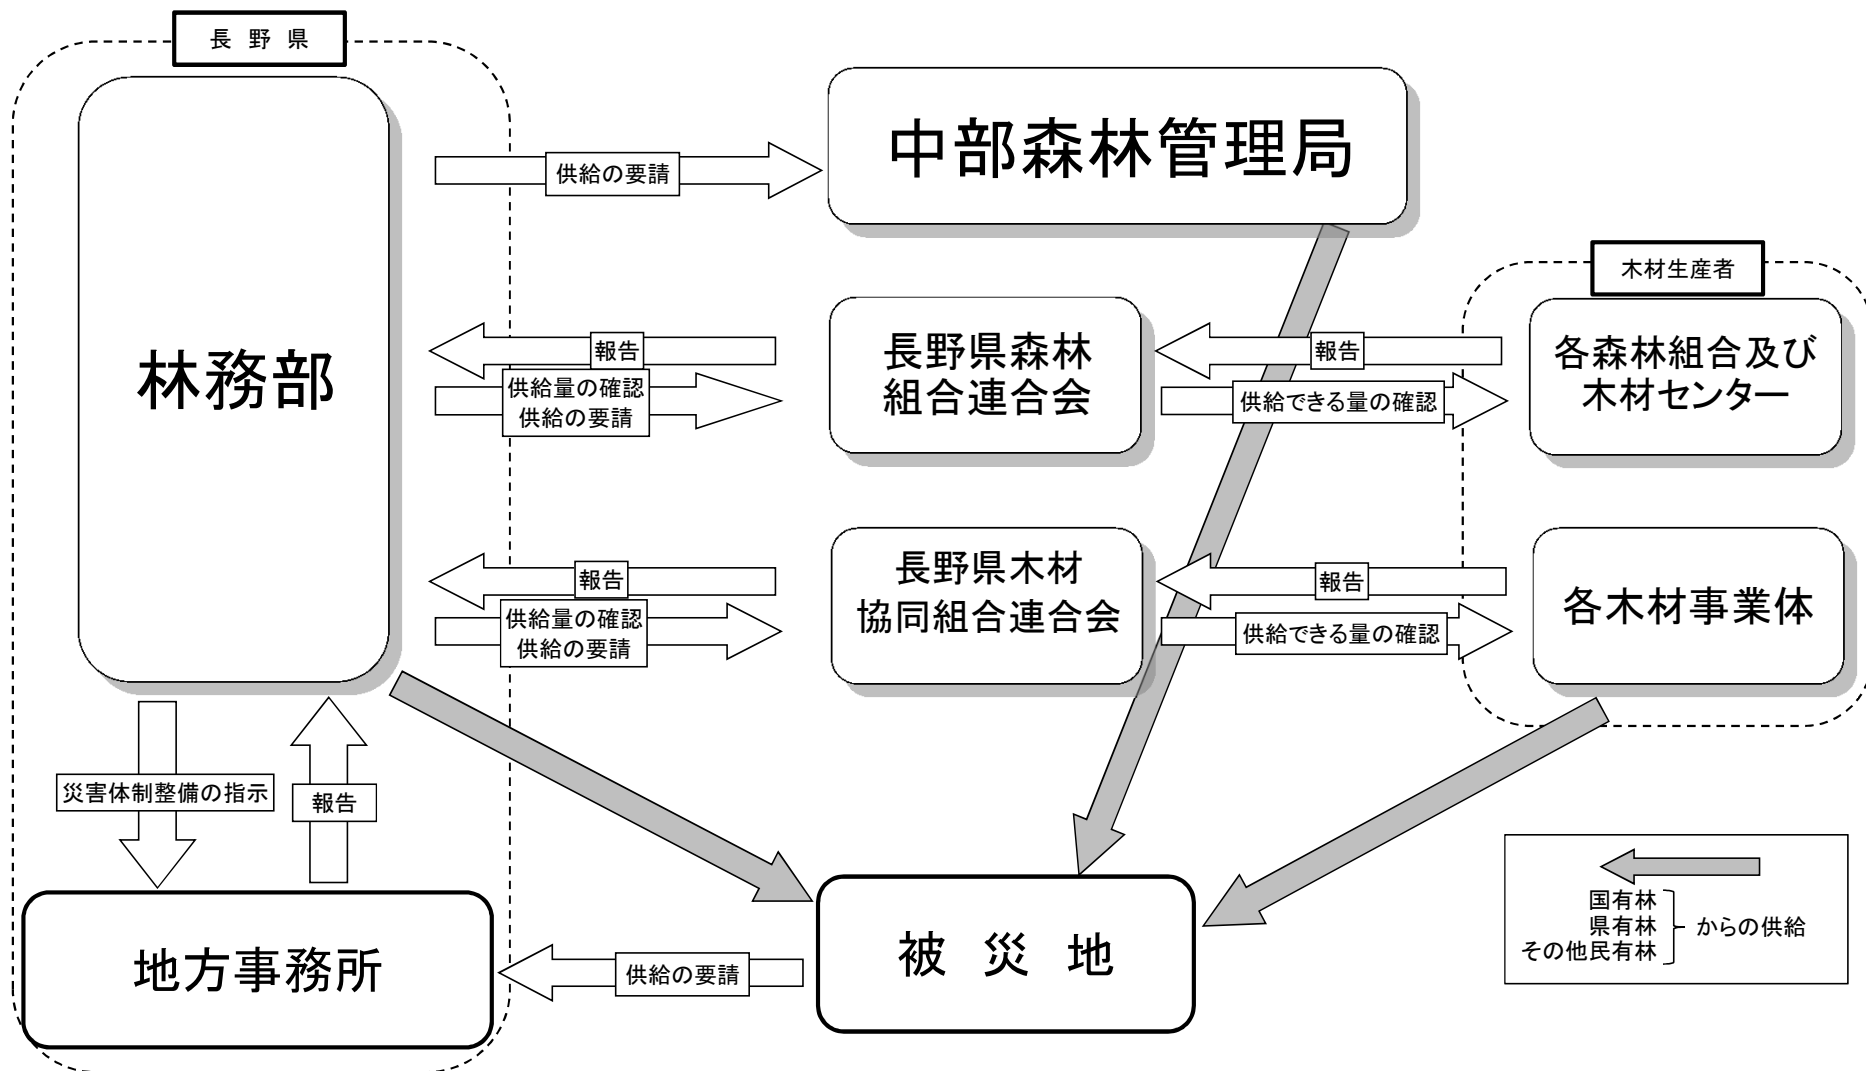 長 野 県
林務部
中部森林管理局
供給の要請
木材生産者
報告
供給量の確認
供給の要請
長野県森林
組合連合会
報告
供給できる量の確認
各森林組合及び
木材センター
報告
供給量の確認
供給の要請
長野県木材
協同組合連合会
報告
供給できる量の確認
各木材事業体
災害体制整備の指示
報告
地方事務所
供給の要請
被 災 地
国有林
県有林
その他民有林
からの供給